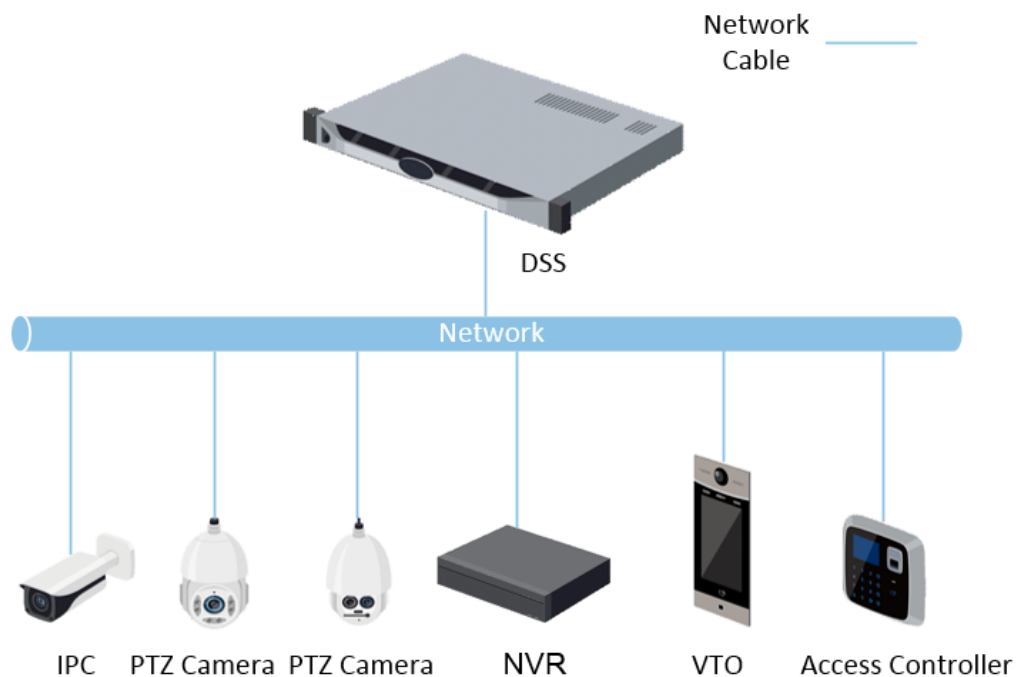 Network
Cable
DSS
Network
IPC
PTZ Camera
PTZ Camera
NVR
VTO
Access Controller